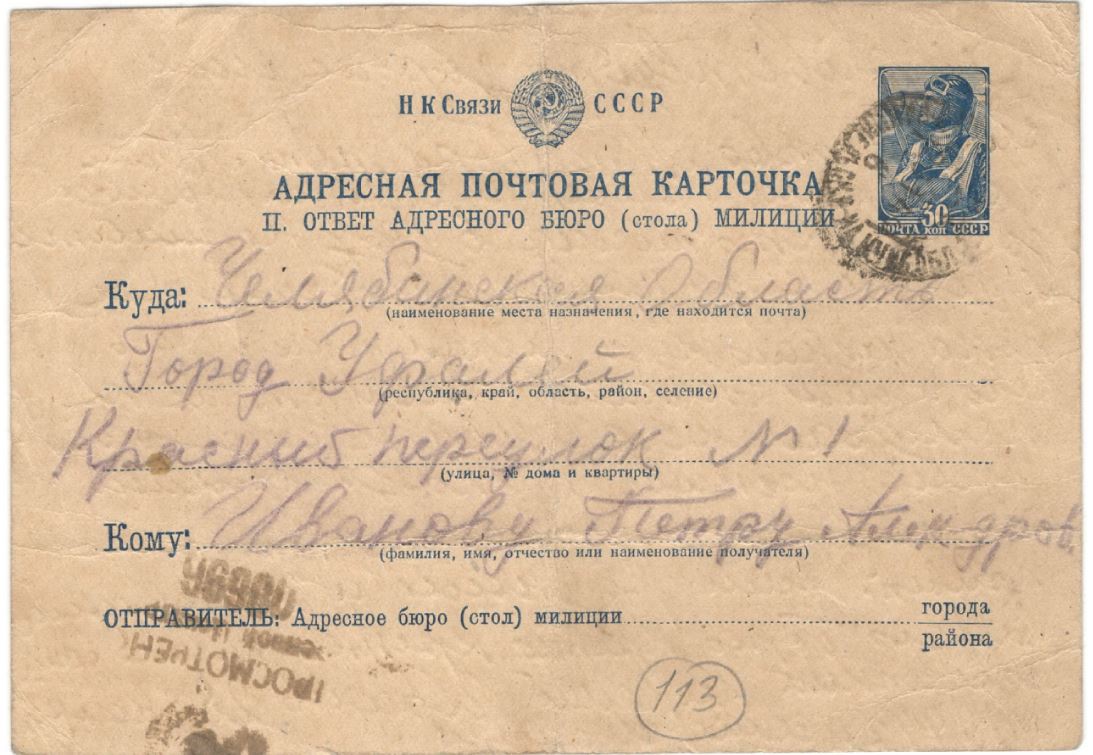 НК Связи СССР
АДРЕСНАЯ ПОЧТОВАЯ КАРТОЧКА
П. ОТВЕТ АДРЕСНОГО БЮРО (стола) МИЛИЦИИ
30
ПОЧТА КОП СССР
Куда: Челябинская Область
(наименование места назначения, где находится почта)
Город Уфалей
(республика, край, область, район, селение)
Красный переулок №1
(улица, № дома и квартиры)
Кому: Иванову Петру
(фамилия, имя, отчество или наименование получателя)
ОТПРАВИТЕЛЬ: Адресное бюро (стол) милиции города
района
ПРОСМОТРЕНО
113